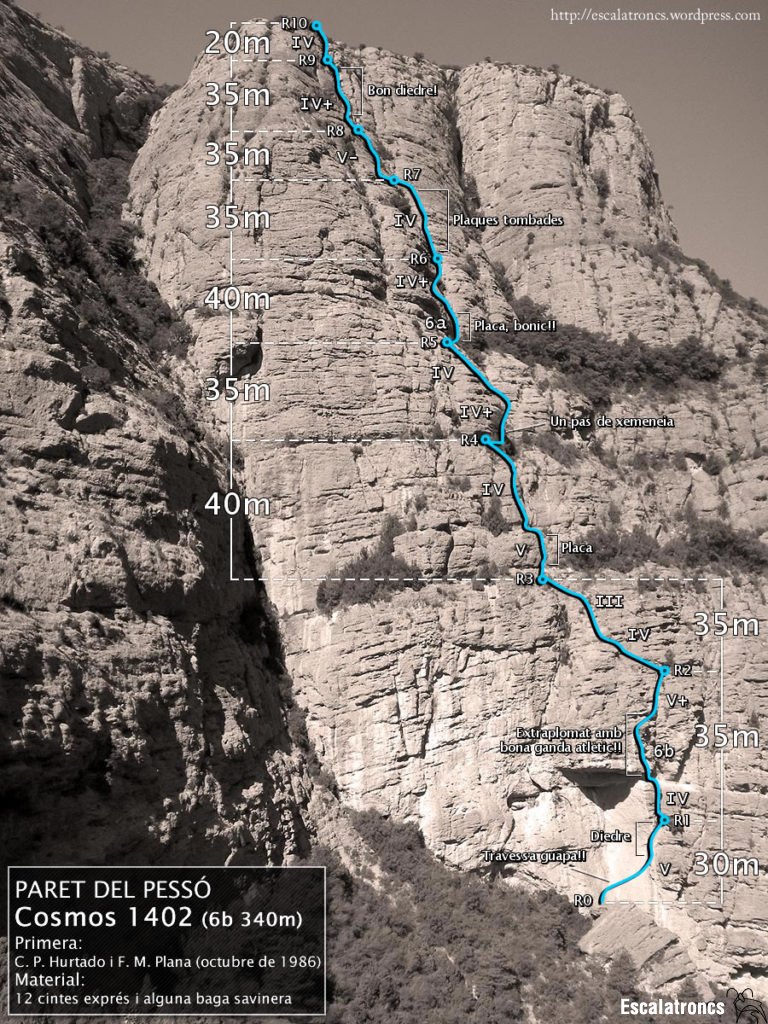 http://escalatroncs.wordpress.com
R10
20m
IV
R9
35m
Bon diedre!
IV+
R8
35m
V-
R7
35m
IV
Plaques tombades
R6
IV+
40m
6a
Placa, bonic!!
R5
IV
35m
IV+
Un pas de xemeneia
R4
IV
40m
V
Placa
R3
III
35m
IV
R2
V+
Extraplomat amb
bona ganda atletic!!
6b
35m
IV
R1
Diedre
Travessa guapa!!
V
30m
R0
PARET DEL PESSÓ
Cosmos 1402 (6b 340m)
Primera:
C. P. Hurtado i F. M. Plana (octubre de 1986)
Material:
12 cintes exprés i alguna baga savinera
Escalatroncs